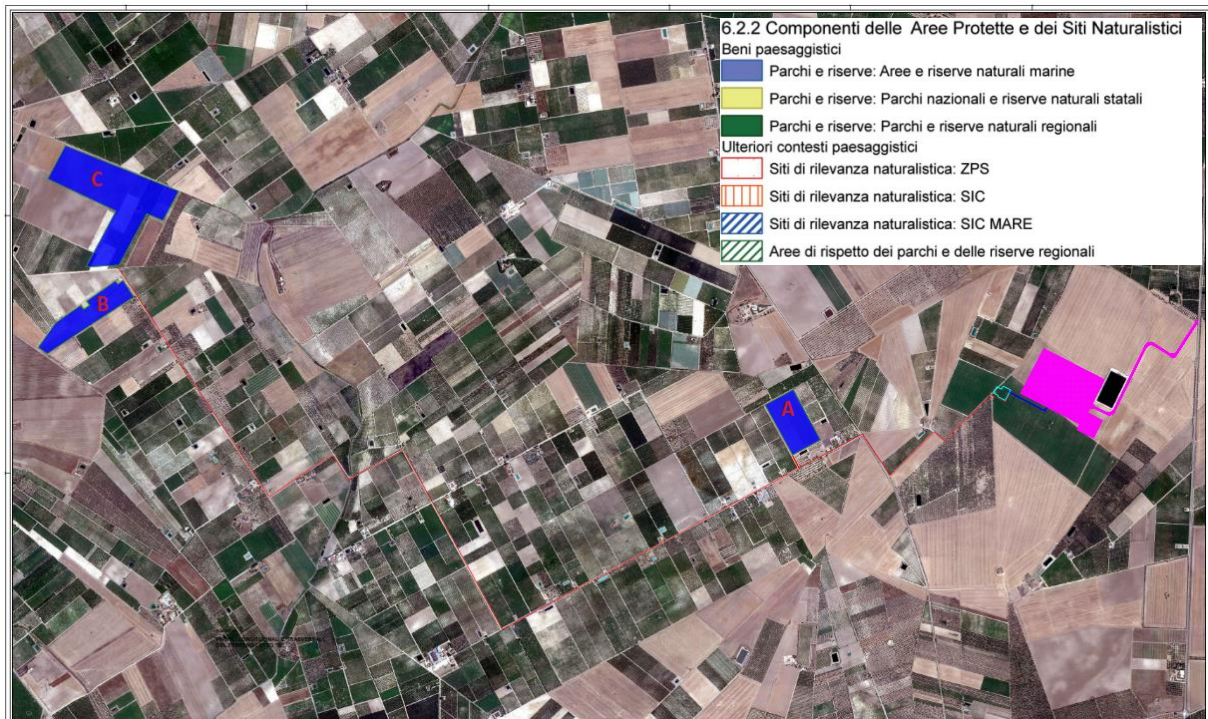 6.2.2 Componenti delle Aree Protette e dei Siti Naturalistici
Beni paesaggistici
Parchi e riserve: Aree e riserve naturali marine
Parchi e riserve: Parchi nazionali e riserve naturali statali
Parchi e riserve: Parchi e riserve naturali regionali
Ulteriori contesti paesaggistici
Siti di rilevanza naturalistica: ZPS
Siti di rilevanza naturalistica: SIC
Siti di rilevanza naturalistica: SIC MARE
Aree di rispetto dei parchi e delle riserve regionali
C
B
A